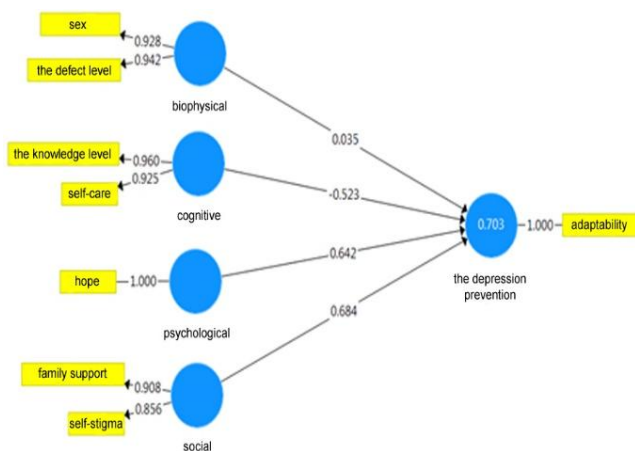 sex
0.928
the defect level
0.942
biophysical
0.035
the knowledge level
0.960
self-care
0.925
cognitive
-0.523
hope
1.000
psychological
0.642
family support
0.908
self-stigma
0.856
social
0.684
0.703
1.000
adaptability
the depression
prevention